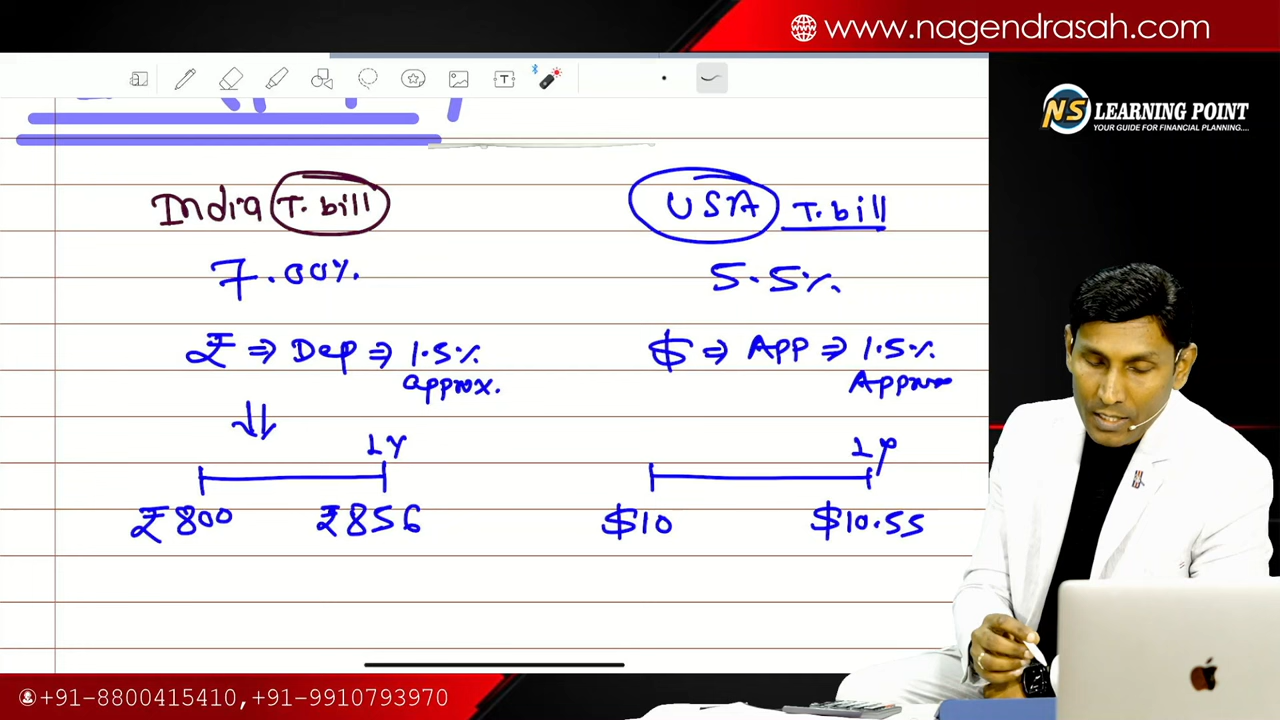 www.nagendrasah.com
NS LEARNING POINT
YOUR GUIDE FOR FINANCIAL PLANNING....
T
India T. bill
USA T. bill
7.00%.
5.5%
₹ ⇒ Dep ⇒ 1.5%
approx.
$ ⇒ App ⇒ 1.5%
Approx
1Y
1Y
₹800 ₹856
$10 $10.55
+91-8800415410,+91-9910793970